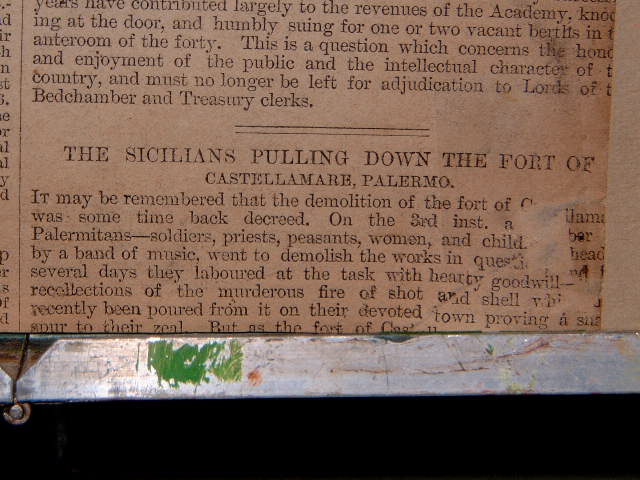 years have contributed largely to the revenues of the Academy, knoc
ing at the door, and humbly suing for one or two vacant berths in t
anteroom of the forty. This is a question which concerns the hono
and enjoyment of the public and the intellectual character of t
country, and must no longer be left for adjudication to Lords of t
Bedchamber and Treasury clerks.
THE SICILIANS PULLING DOWN THE FORT OF
CASTELLAMARE, PALERMO.
IT may be remembered that the demolition of the fort of C llama
was some time back decreed. On the 3rd inst. a ber
Palermitans—soldiers, priests, peasants, women, and child
by a band of music, went to demolish the works in questi head
several days they laboured at the task with hearty goodwill—
recollections of the murderous fire of shot and shell whi
recently been poured from it on their devoted town proving a
spur to their zeal. But as the fort of